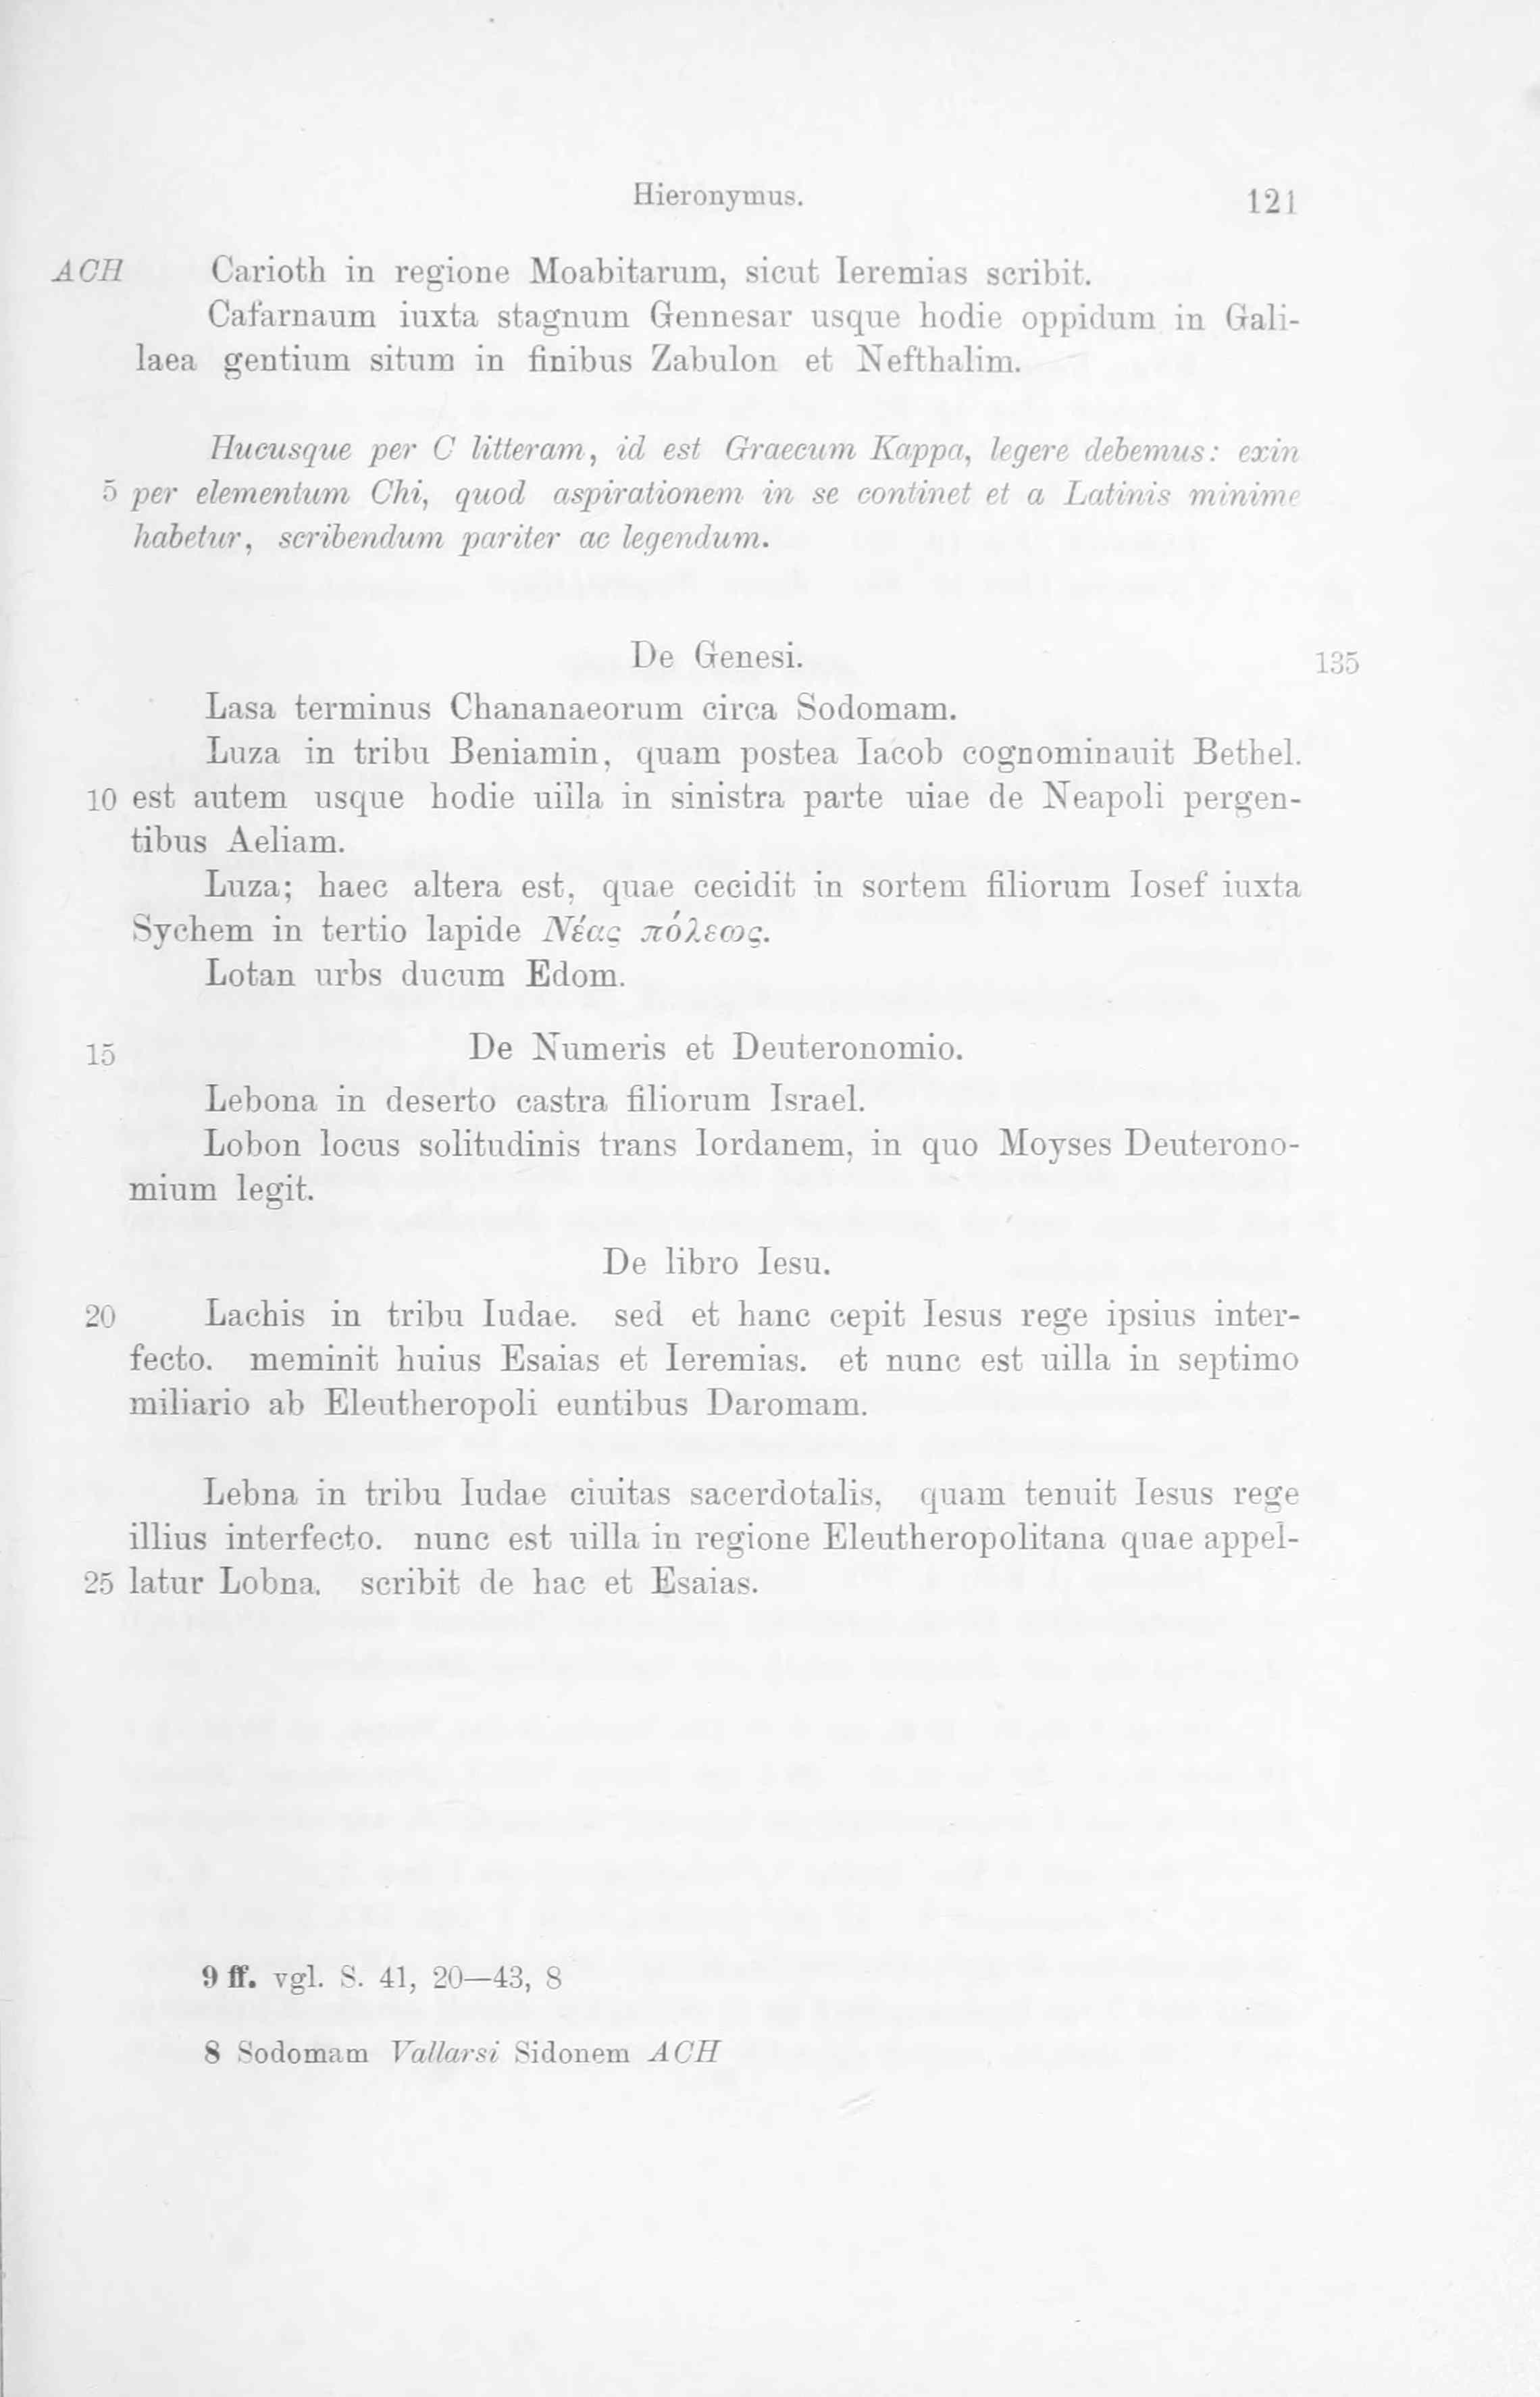 Hieronymus. 121
ACH Carioth in regione Moabitarum, sicut Ieremias scribit.
Cafarnaum iuxta stagnum Gennesar usque hodie oppidum in Gali-
laea gentium situm in finibus Zabulon et Nefthalim.
Hucusque per C litteram, id est Graecum Kappa, legere debemus: exin
5 per elementum Chi, quod aspirationem in se continet et a Latinis minime
habetur, scribendum pariter ac legendum.
De Genesi. 135
Lasa terminus Chananaeorum circa Sodomam.
Luza in tribu Beniamin, quam postea Iacob cognominauit Bethel.
10 est autem usque hodie uilla in sinistra parte uiae de Neapoli pergen-
tibus Aeliam.
Luza; haec altera est, quae cecidit in sortem filiorum Iosef iuxta
Sychem in tertio lapide Νέας πόλεως.
Lotan urbs ducum Edom.
15 De Numeris et Deuteronomio.
Lebona in deserto castra filiorum Israel.
Lobon locus solitudinis trans Iordanem, in quo Moyses Deuterono-
mium legit.
De libro Iesu.
20 Lachis in tribu Iudae. sed et hanc cepit Iesus rege ipsius inter-
fecto. meminit huius Esaias et Ieremias. et nunc est uilla in septimo
miliario ab Eleutheropoli euntibus Daromam.
Lebna in tribu Iudae ciuitas sacerdotalis, quam tenuit Iesus rege
illius interfecto. nunc est uilla in regione Eleutheropolitana quae appel-
25 latur Lobna. scribit de hac et Esaias.
9 ff. vgl. S. 41, 20—43, 8
8 Sodomam Vallarsi Sidonem ACH